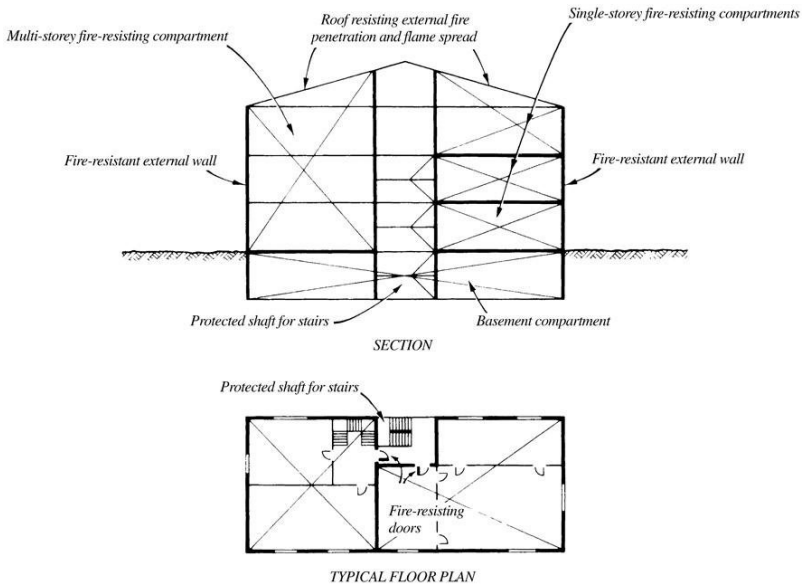 Roof resisting external fire
penetration and flame spread
Single-storey fire-resisting compartments
Multi-storey fire-resisting compartment
Fire-resistant external wall
Fire-resistant external wall
Protected shaft for stairs
Basement compartment
SECTION
Protected shaft for stairs
Fire-resisting
doors
TYPICAL FLOOR PLAN